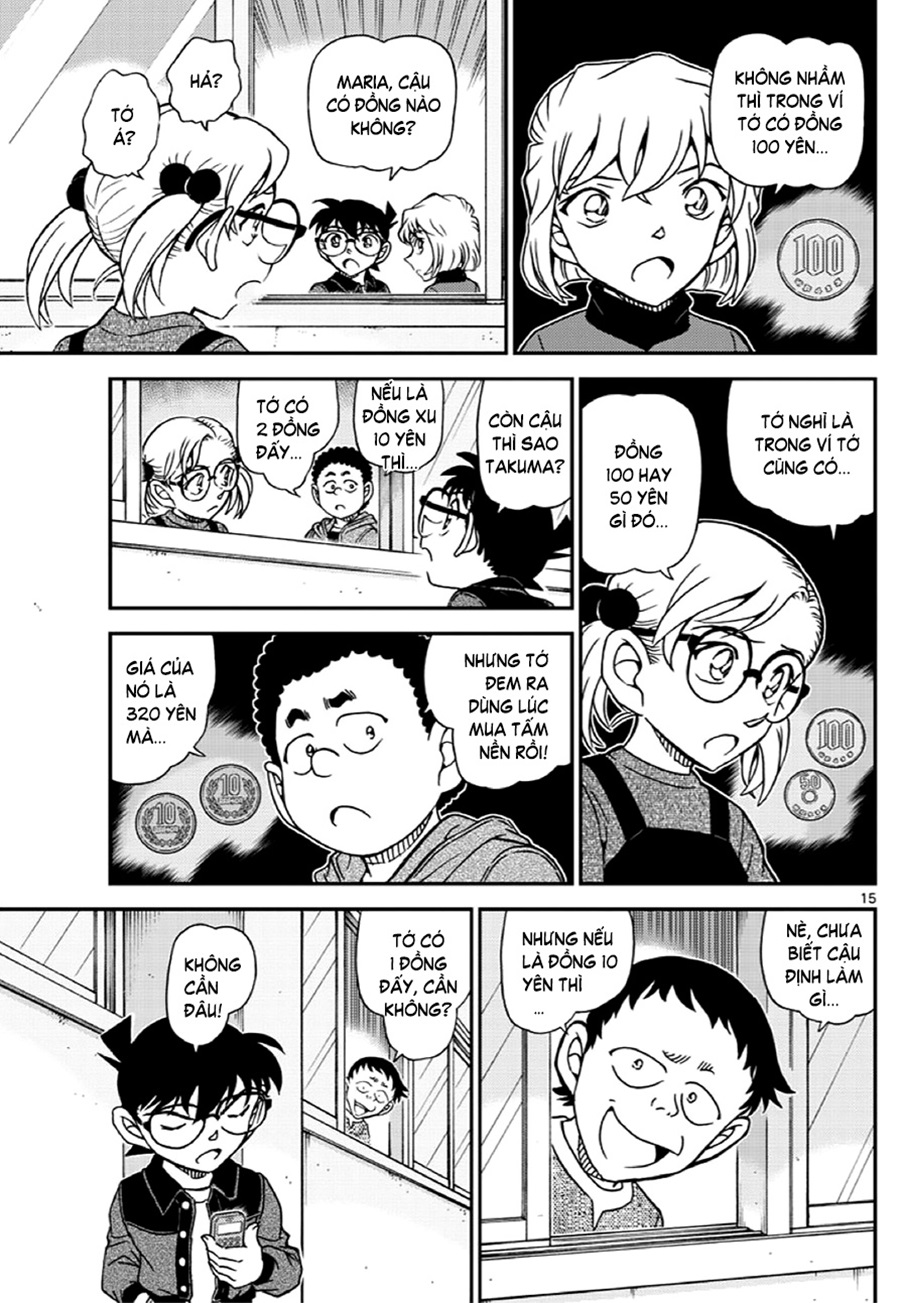 KHÔNG NHẦM
THÌ TRONG VÍ
TỚ CÓ ĐỒNG
100 YÊN...
100
MARIA, CẬU
CÓ ĐỒNG NÀO
KHÔNG?
HẢ?
TỚ
Á?
TỚ NGHĨ LÀ
TRONG VÍ TỚ
CŨNG CÓ...
ĐỒNG
100 HAY
50 YÊN
GÌ ĐÓ...
100
50
CÒN CẬU
THÌ SAO
TAKUMA?
NẾU LÀ
ĐỒNG XU
10 YÊN
THÌ...
TỚ CÓ
2 ĐỒNG
ĐẤY...
NHƯNG TỚ
ĐEM RA
DÙNG LÚC
MUA TẤM
NỀN RỒI!
GIÁ CỦA
NÓ LÀ
320 YÊN
MÀ...
10
10
15
NÈ, CHƯA
BIẾT CẬU
ĐỊNH LÀM
GÌ...
NHƯNG NẾU
LÀ ĐỒNG 10
YÊN THÌ
...
TỚ CÓ
1 ĐỒNG
ĐẤY, CẦN
KHÔNG?
KHÔNG
CẦN
ĐÂU!